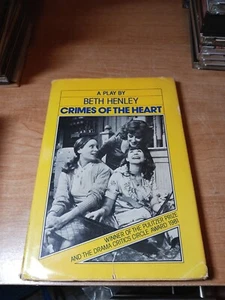 A PLAY BY
BETH HENLEY
CRIMES OF THE HEART
WINNER OF THE PULITZER PRIZE
AND THE DRAMA CRITICS CIRCLE AWARD 1981